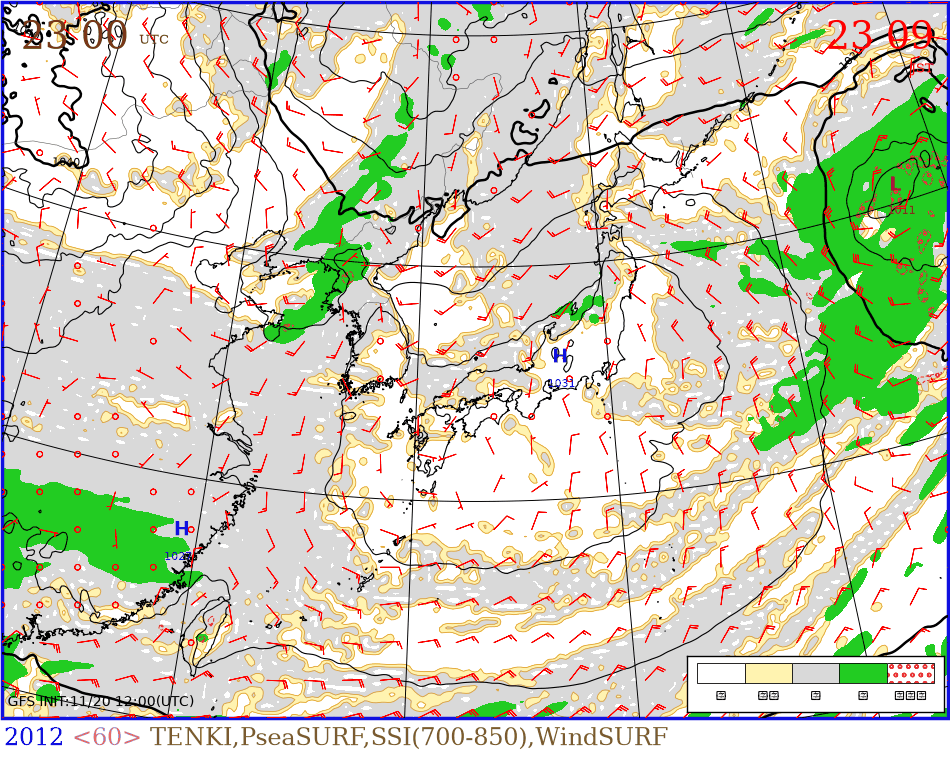 23 00 UTC
23 09
JST
1040
L
1011
H
1031
H
GFS INIT:11/20 12:00(UTC)
2012 <60> TENKI,PseaSURF,SSI(700-850),WindSURF